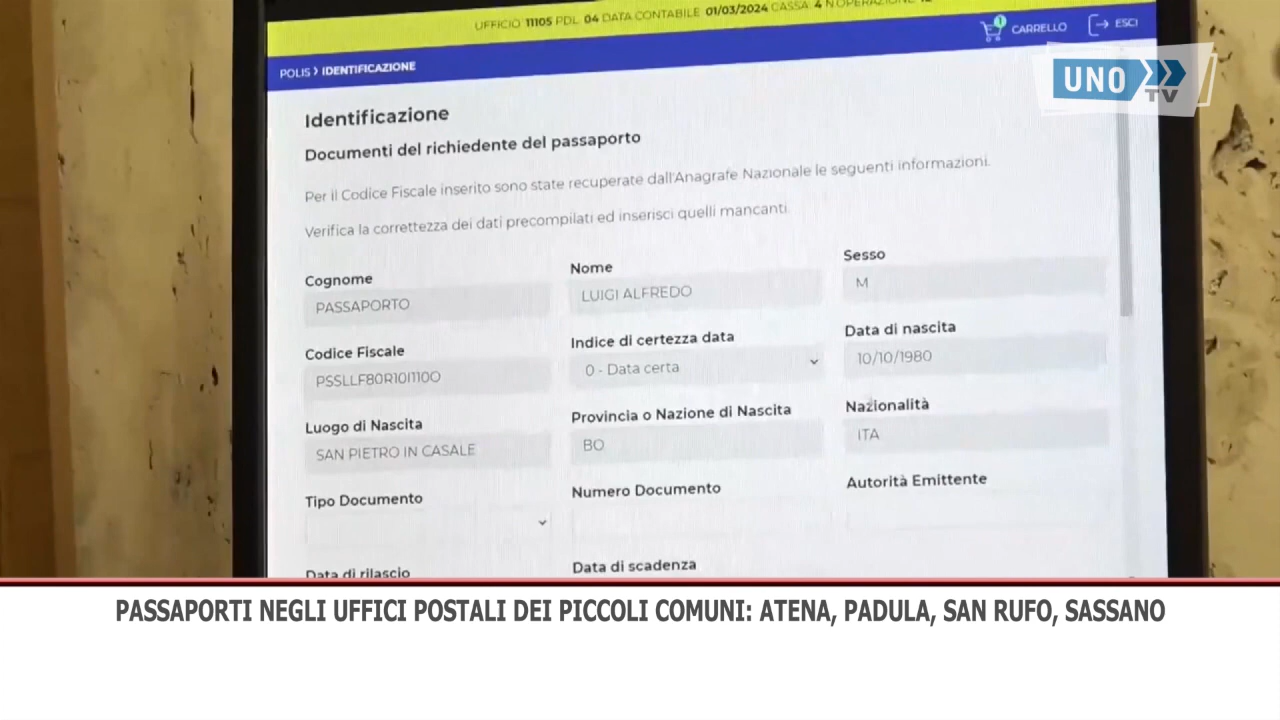 UFFICIO 11105 PDL 04 DATA CONTABILE 01/03/2024 CASSA: 4 N OPERAZIONE
CARRELLO ESCI
POLIS > IDENTIFICAZIONE
UNO TV
Identificazione
Documenti del richiedente del passaporto
Per il Codice Fiscale inserito sono state recuperate dall'Anagrafe Nazionale le seguenti informazioni.
Verifica la correttezza dei dati precompilati ed inserisci quelli mancanti.
Cognome Nome Sesso
PASSAPORTO LUIGI ALFREDO M
Codice Fiscale Indice di certezza data Data di nascita
PSSLLF80R10I110O 0 - Data certa 10/10/1980
Luogo di Nascita Provincia o Nazione di Nascita Nazionalità
SAN PIETRO IN CASALE BO ITA
Tipo Documento Numero Documento Autorità Emittente
Data di rilascio Data di scadenza
PASSAPORTI NEGLI UFFICI POSTALI DEI PICCOLI COMUNI: ATENA, PADULA, SAN RUFO, SASSANO